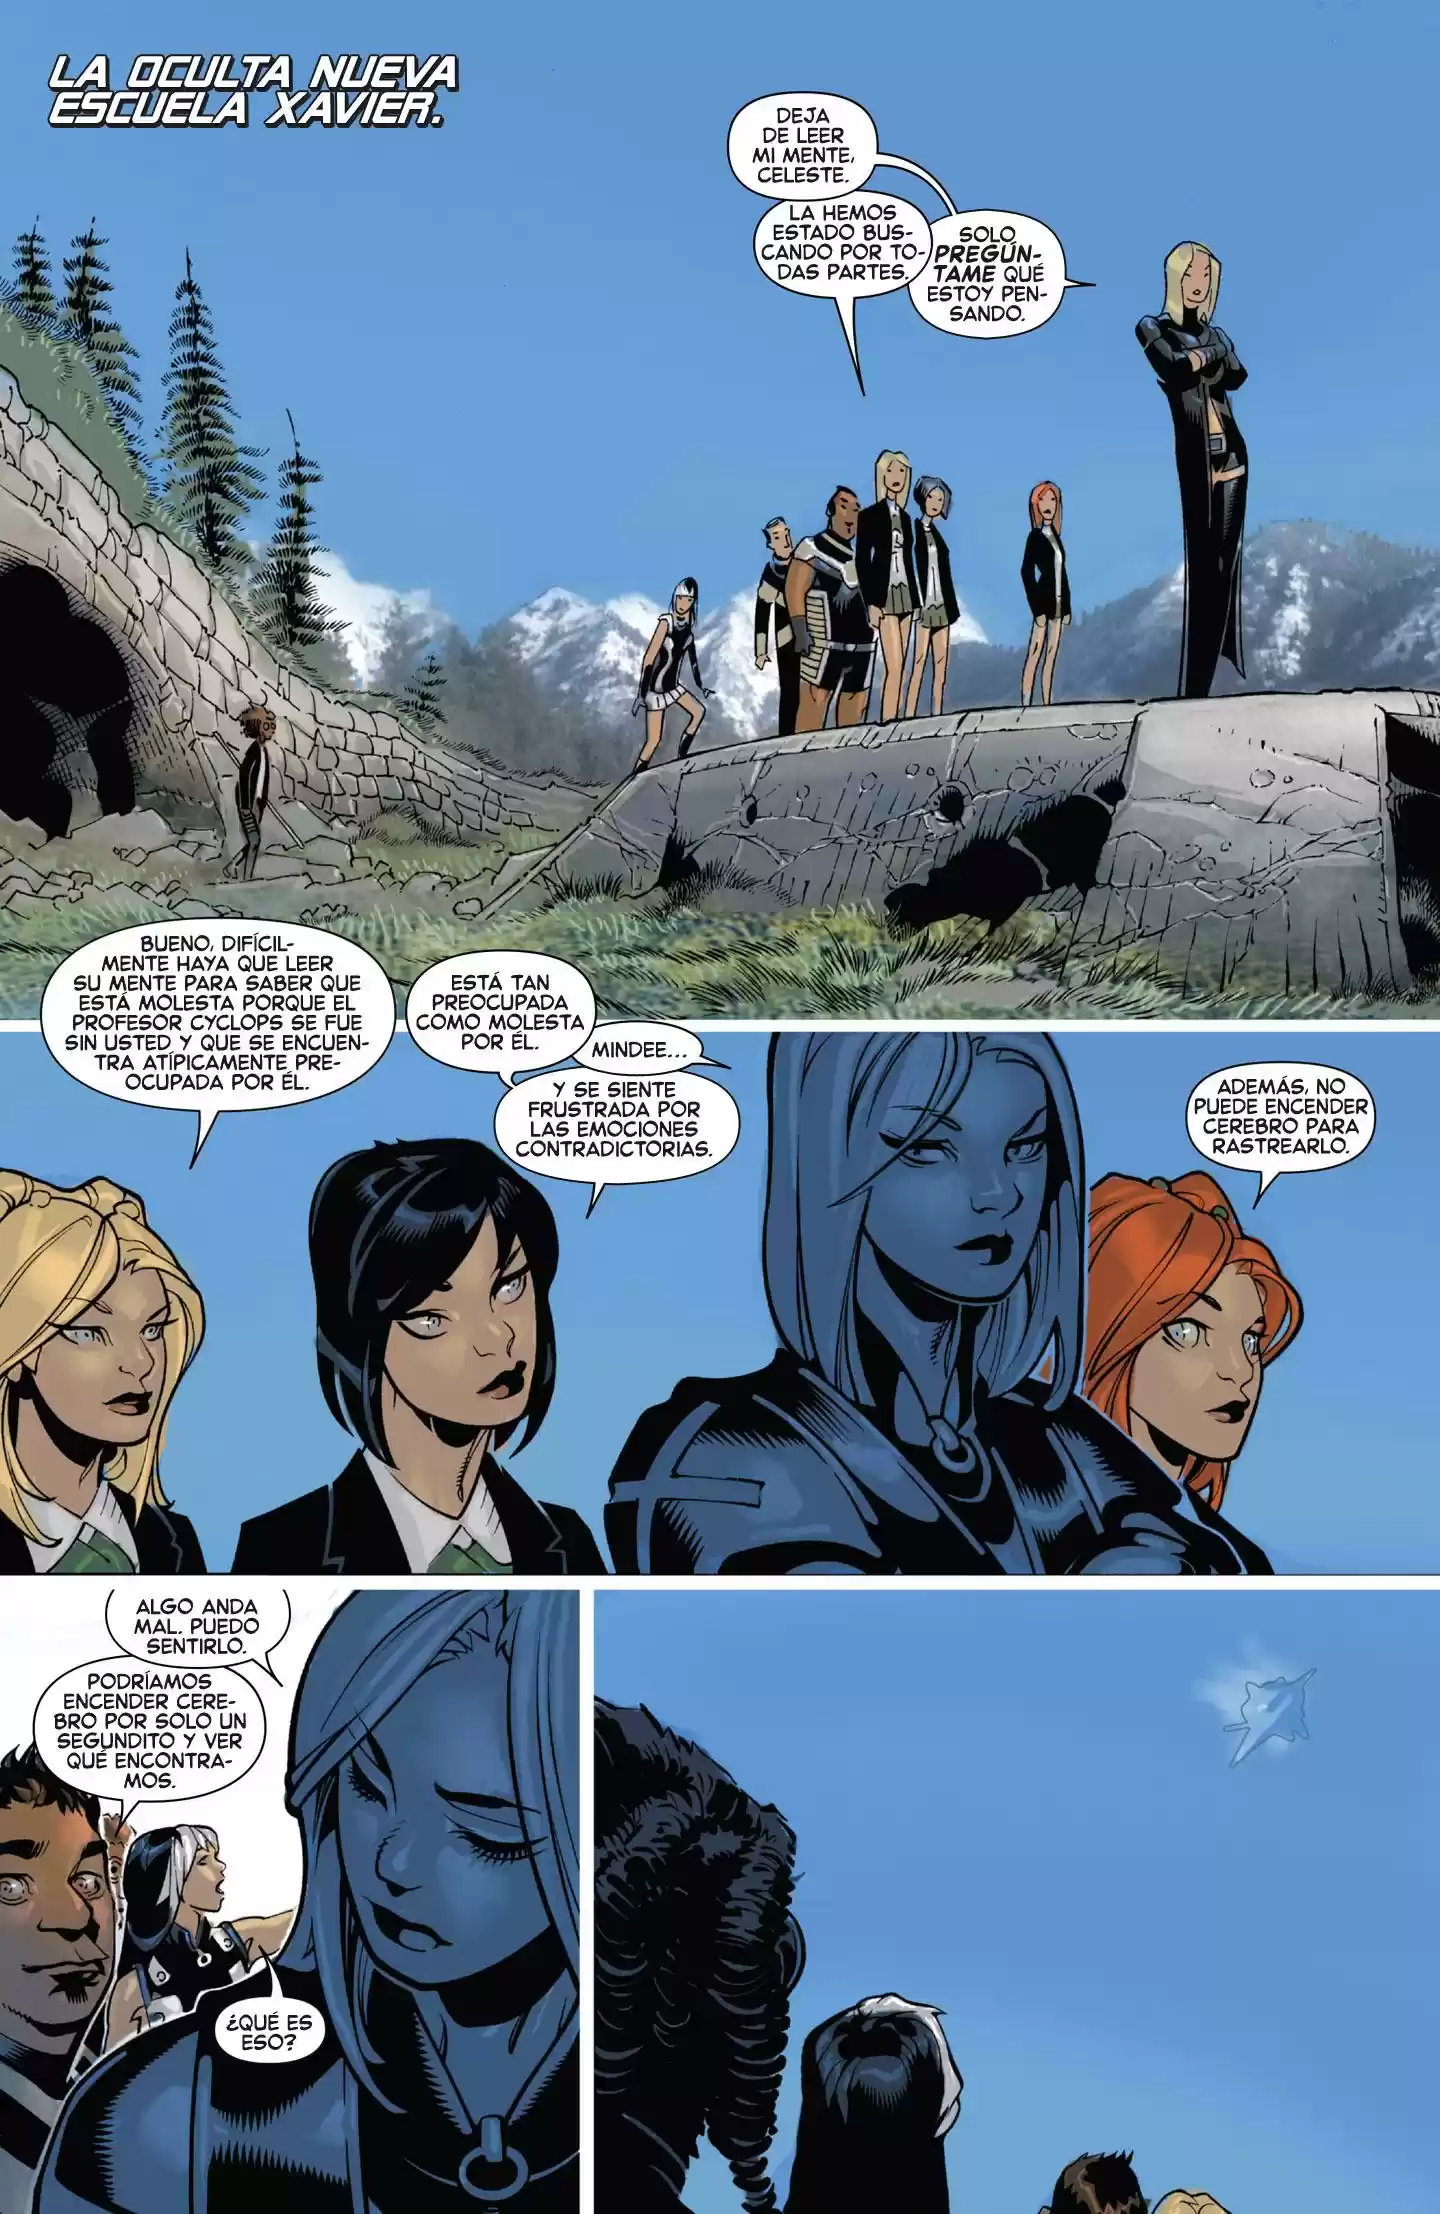 LA OCULTA NUEVA
ESCUELA XAVIER.
DEJA
DE LEER
MI MENTE,
CELESTE.
LA HEMOS
ESTADO BUS-
CANDO POR TO-
DAS PARTES.
SOLO
PREGÚN-
TAME QUÉ
ESTOY PEN-
SANDO.
BUENO, DIFÍCIL-
MENTE HAYA QUE LEER
SU MENTE PARA SABER QUE
ESTÁ MOLESTA PORQUE EL
PROFESOR CYCLOPS SE FUE
SIN USTED Y QUE SE ENCUEN-
TRA ATÍPICAMENTE PRE-
OCUPADA POR ÉL.
ESTÁ TAN
PREOCUPADA
COMO MOLESTA
POR ÉL.
MINDEE...
Y SE SIENTE
FRUSTRADA POR
LAS EMOCIONES
CONTRADICTORIAS.
ADEMÁS, NO
PUEDE ENCENDER
CEREBRO PARA
RASTREARLO.
ALGO ANDA
MAL. PUEDO
SENTIRLO.
PODRÍAMOS
ENCENDER CERE-
BRO POR SOLO UN
SEGUNDITO Y VER
QUÉ ENCONTRA-
MOS.
¿QUÉ ES
ESO?